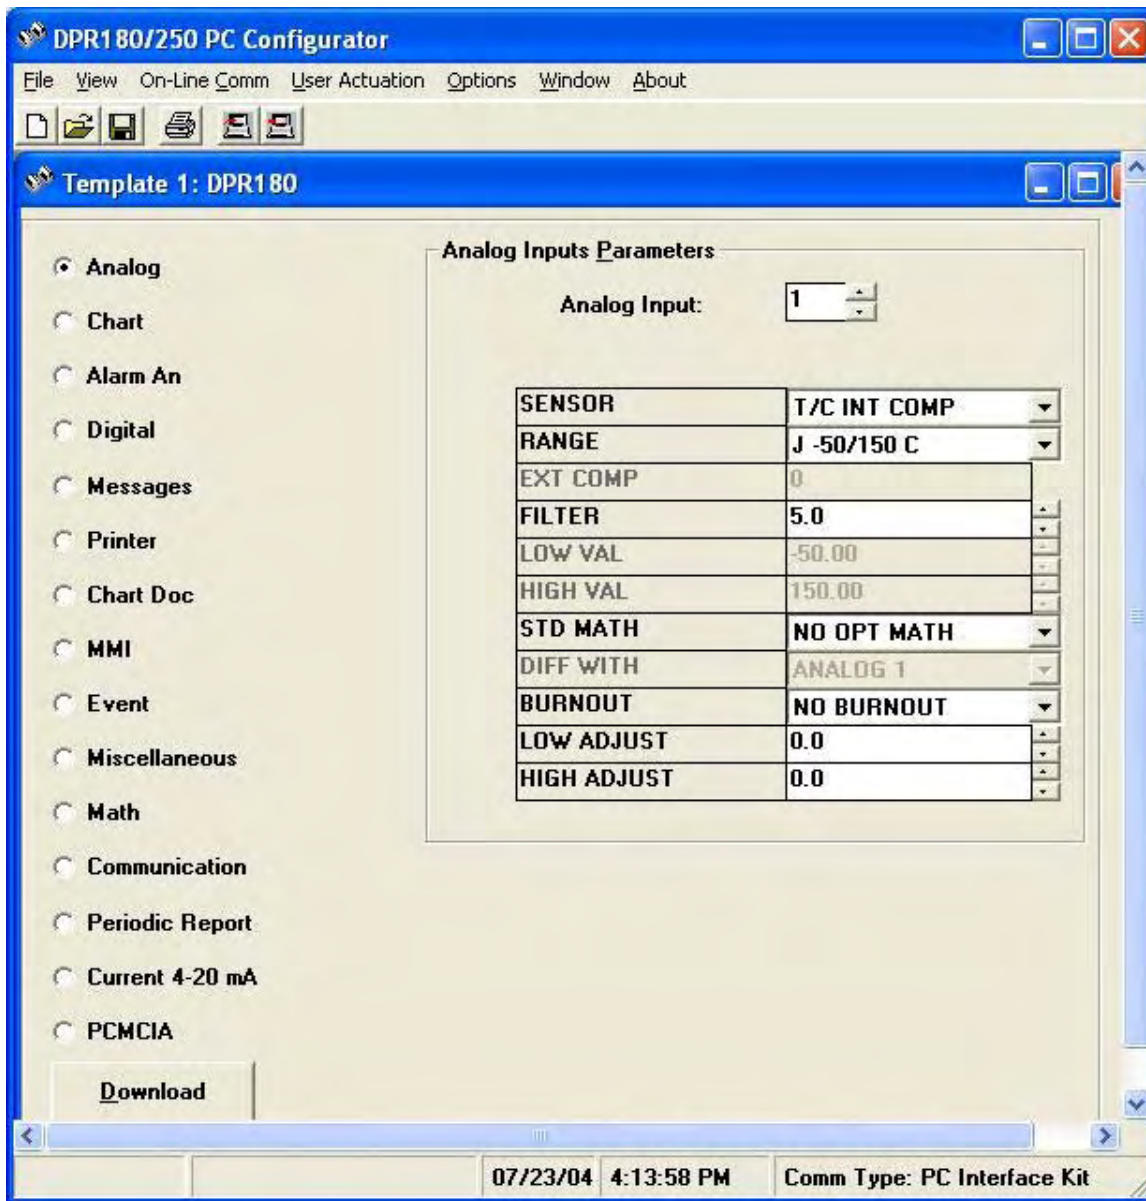 DPR180/250 PC Configurator
File View On-Line Comm User Actuation Options Window About
Template 1: DPR180
Analog
Chart
Alarm An
Digital
Messages
Printer
Chart Doc
MMI
Event
Miscellaneous
Math
Communication
Periodic Report
Current 4-20 mA
PCMCIA
Download
Analog Inputs Parameters
Analog Input: 1
SENSOR T/C INT COMP
RANGE J -50/150 C
EXT COMP 0
FILTER 5.0
LOW VAL -50.00
HIGH VAL 150.00
STD MATH NO OPT MATH
DIFF WITH ANALOG 1
BURNOUT NO BURNOUT
LOW ADJUST 0.0
HIGH ADJUST 0.0
07/23/04 4:13:58 PM Comm Type: PC Interface Kit